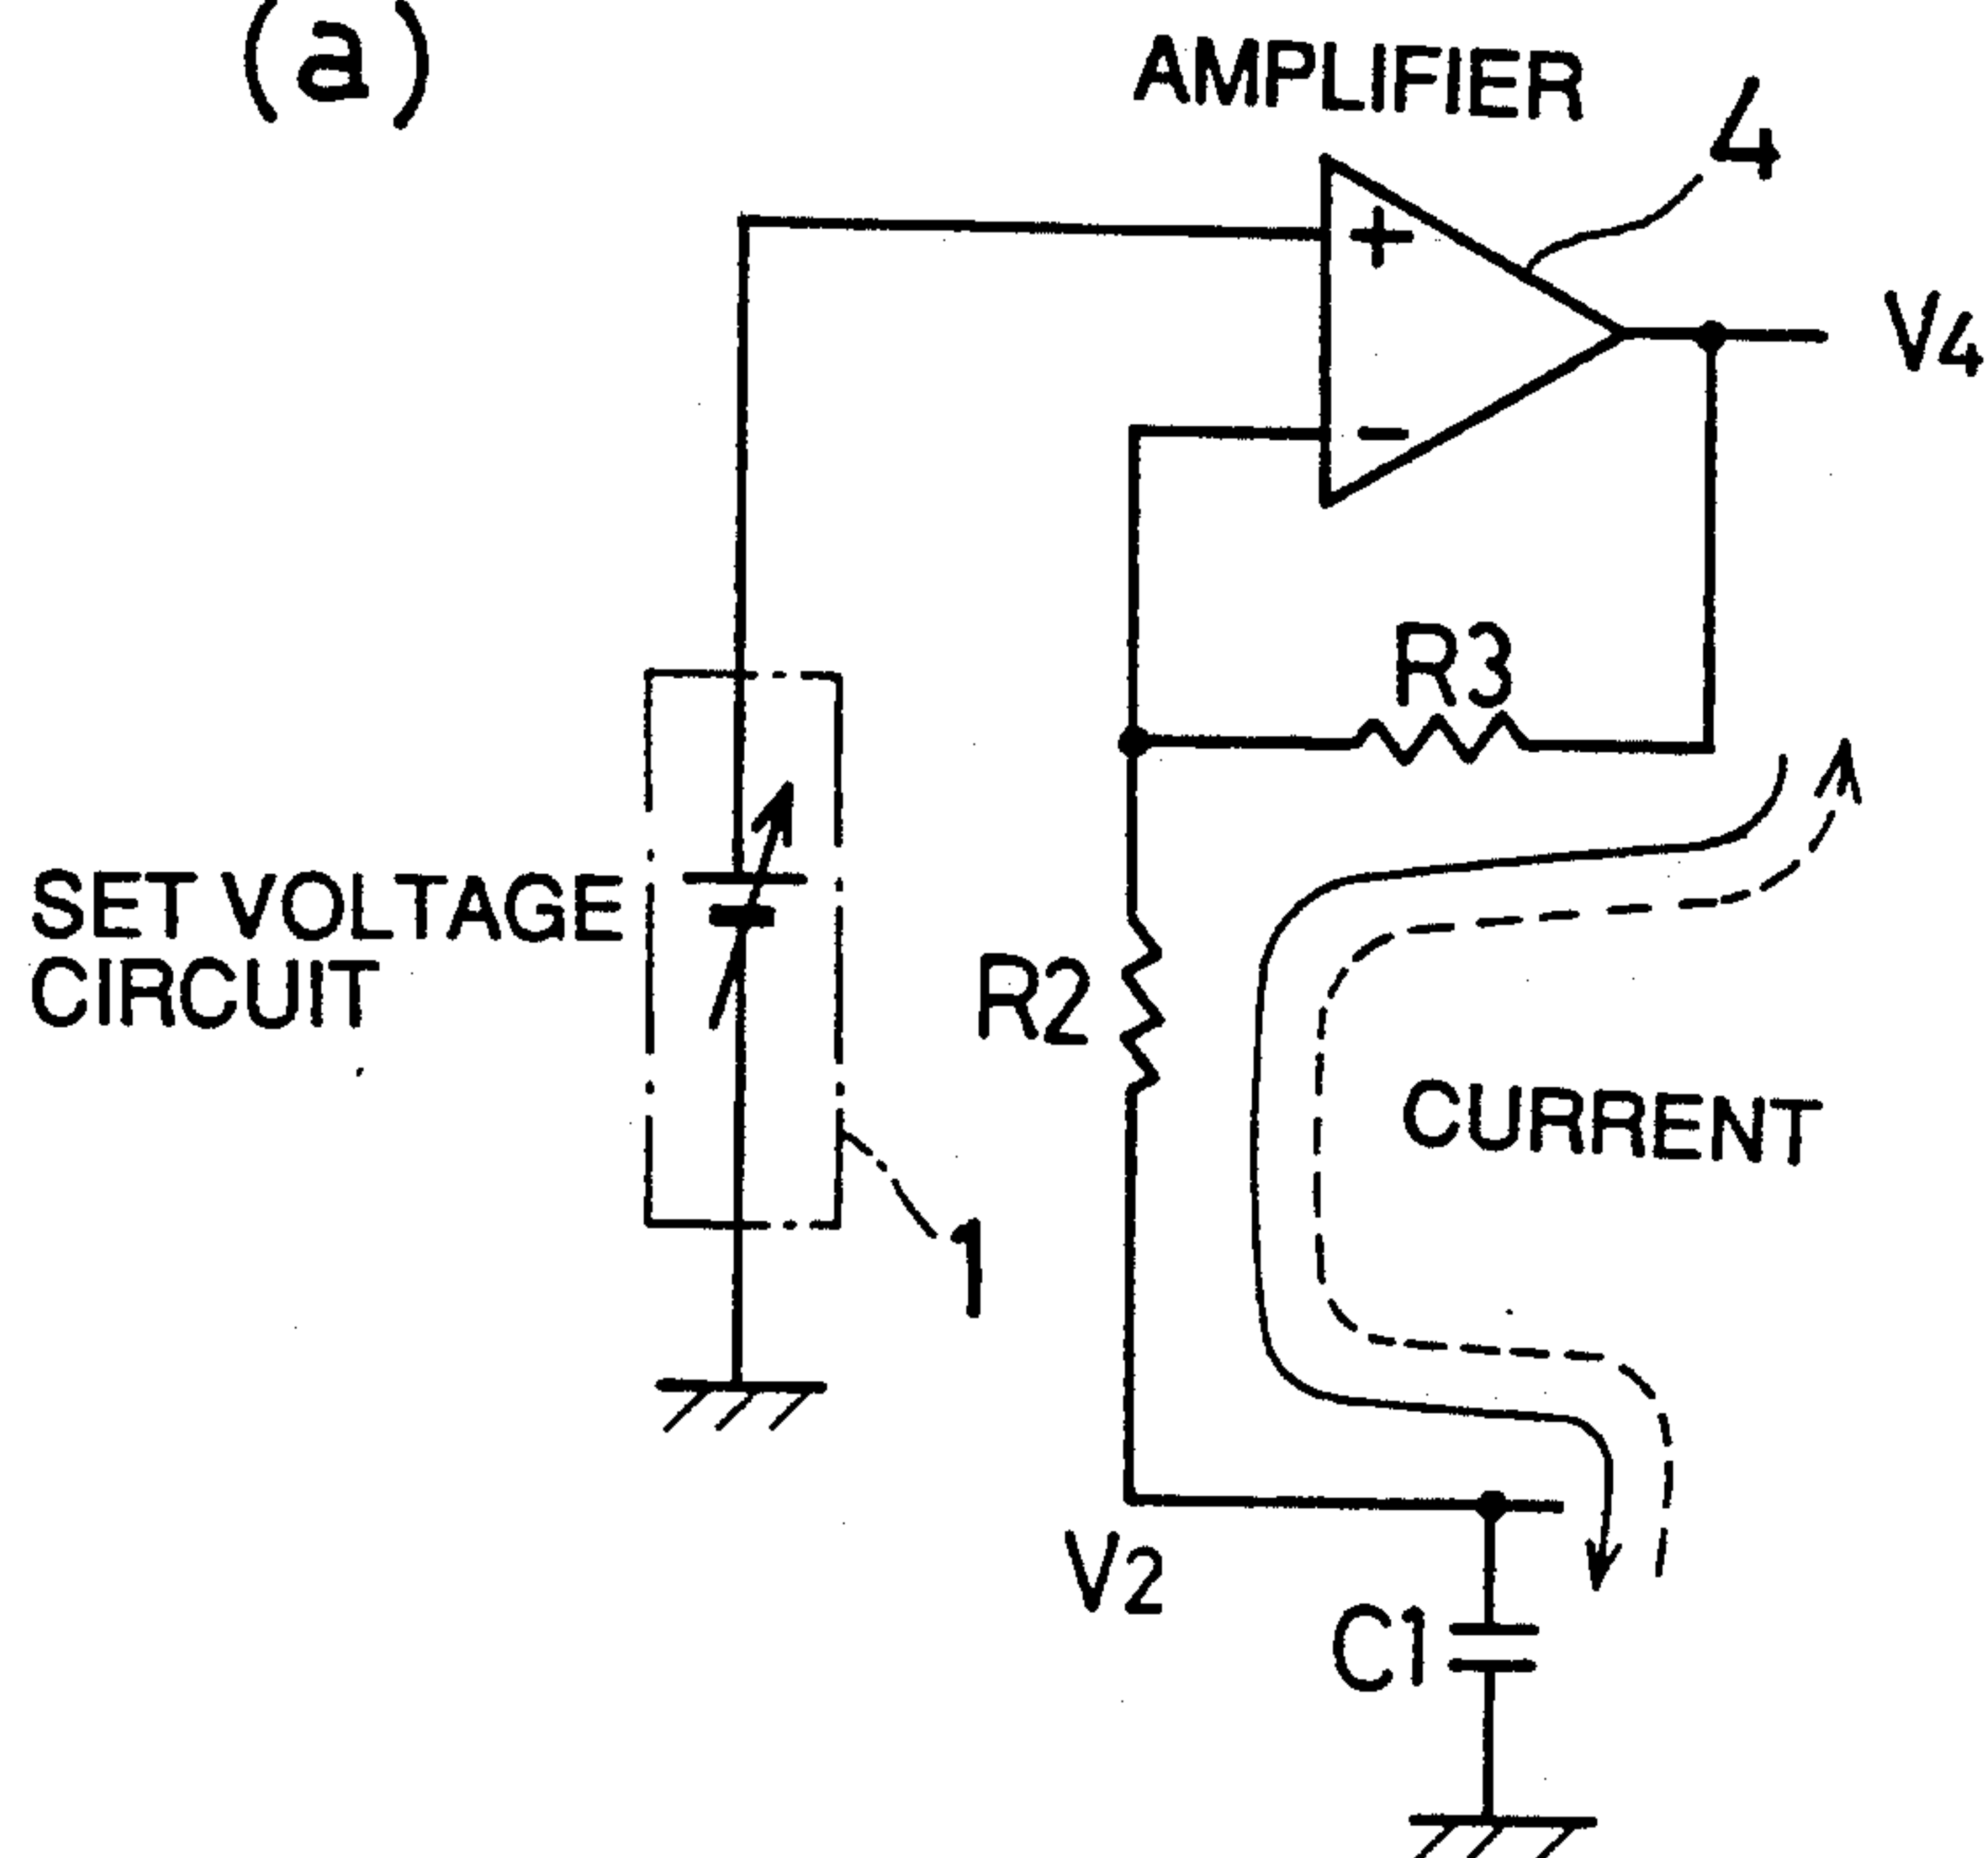 (a)
AMPLIFIER
4
+
V4
-
R3
SET VOLTAGE
CIRCUIT
R2
CURRENT
1
V2
C1